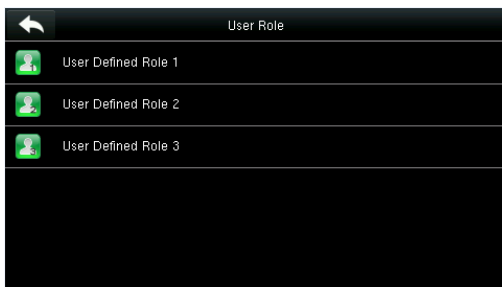 User Role
User Defined Role 1
User Defined Role 2
User Defined Role 3